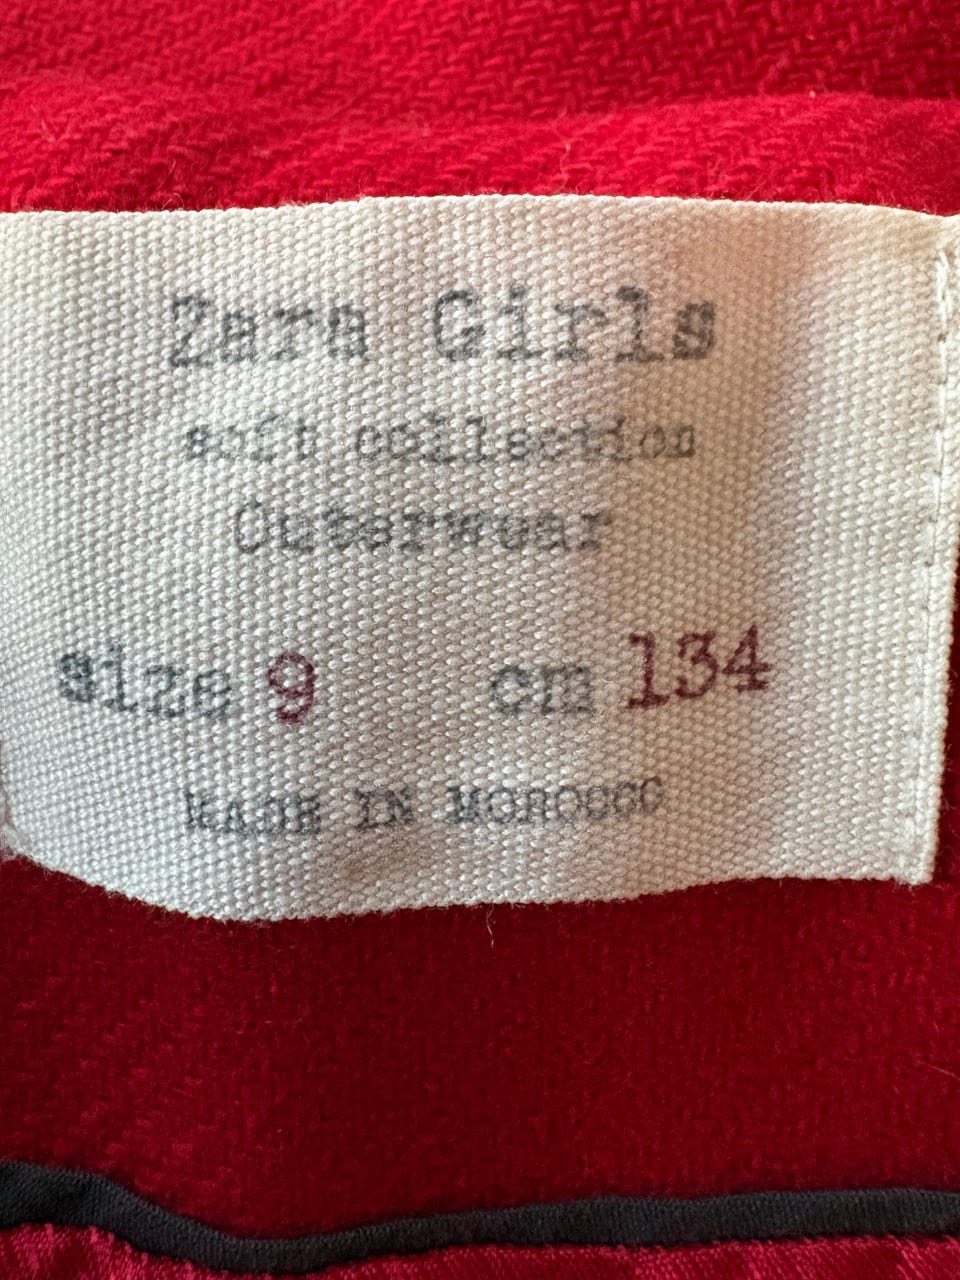 Zara Girls
soft collection
Outerwear
size 9 cm 134
MADE IN MOROCCO